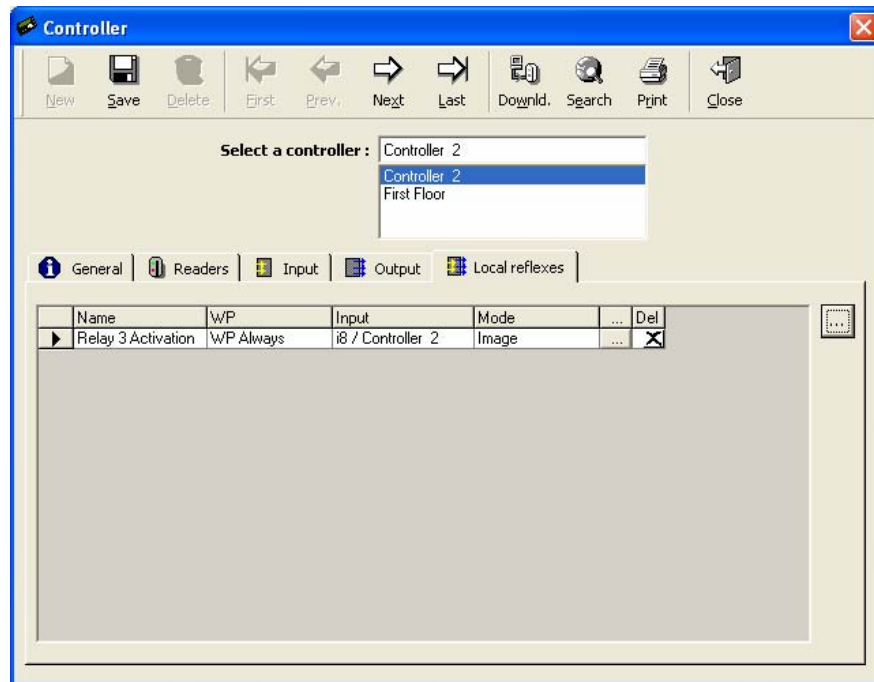 Controller
New Save Delete First Prev. Next Last Downld. Search Print Close
Select a controller : Controller 2
Controller 2
First Floor
General Readers Input Output Local reflexes
Name WP Input Mode ... Del
Relay 3 Activation WP Always i8 / Controller 2 Image ... X
...